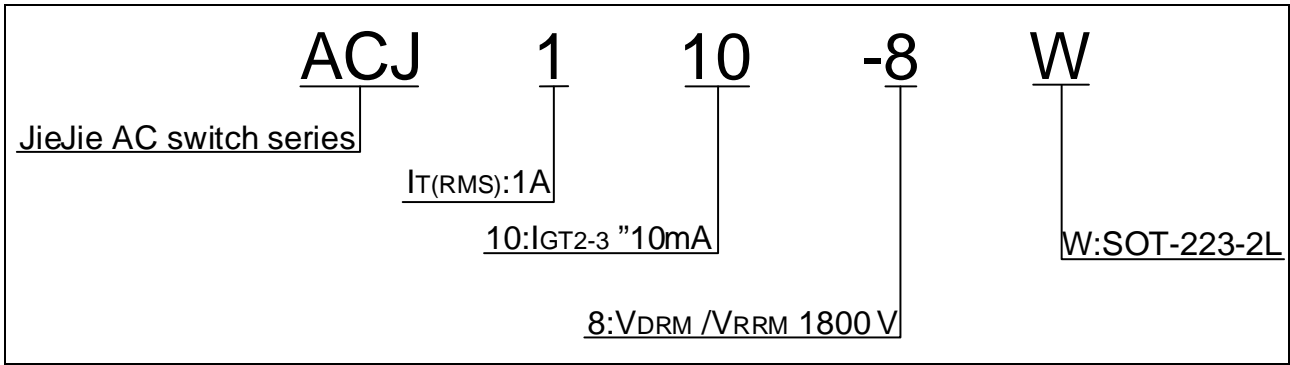 ACJ 1 10 -8 W
JieJie AC switch series
IT(RMS):1A
10:IGT2-3 ”10mA
W:SOT-223-2L
8:VDRM /VRRM 1800 V